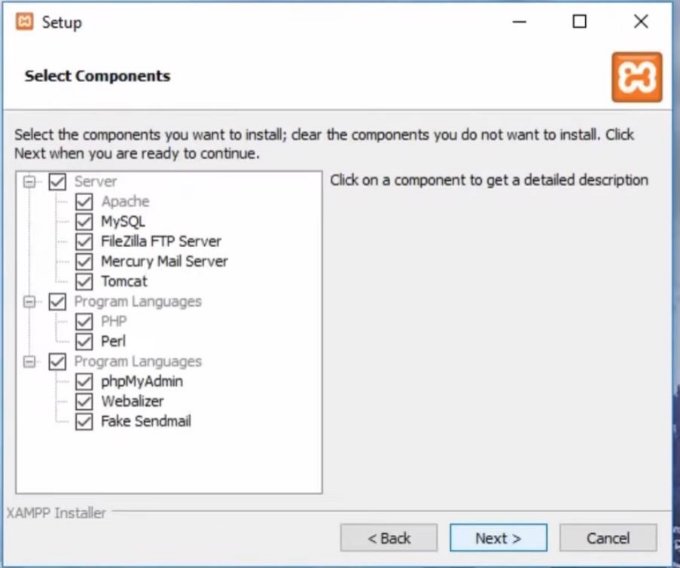 Setup
Select Components
Select the components you want to install; clear the components you do not want to install. Click
Next when you are ready to continue.
Server
Apache
MySQL
FileZilla FTP Server
Mercury Mail Server
Tomcat
Program Languages
PHP
Perl
Program Languages
phpMyAdmin
Webalizer
Fake Sendmail
Click on a component to get a detailed description
XAMPP Installer
< Back
Next >
Cancel